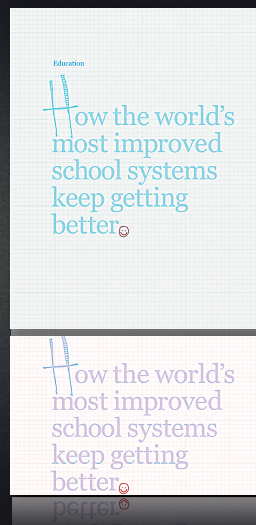 Education
How the world's
most improved
school systems
keep getting
better.
How the world's
most improved
school systems
keep getting
better.
better.